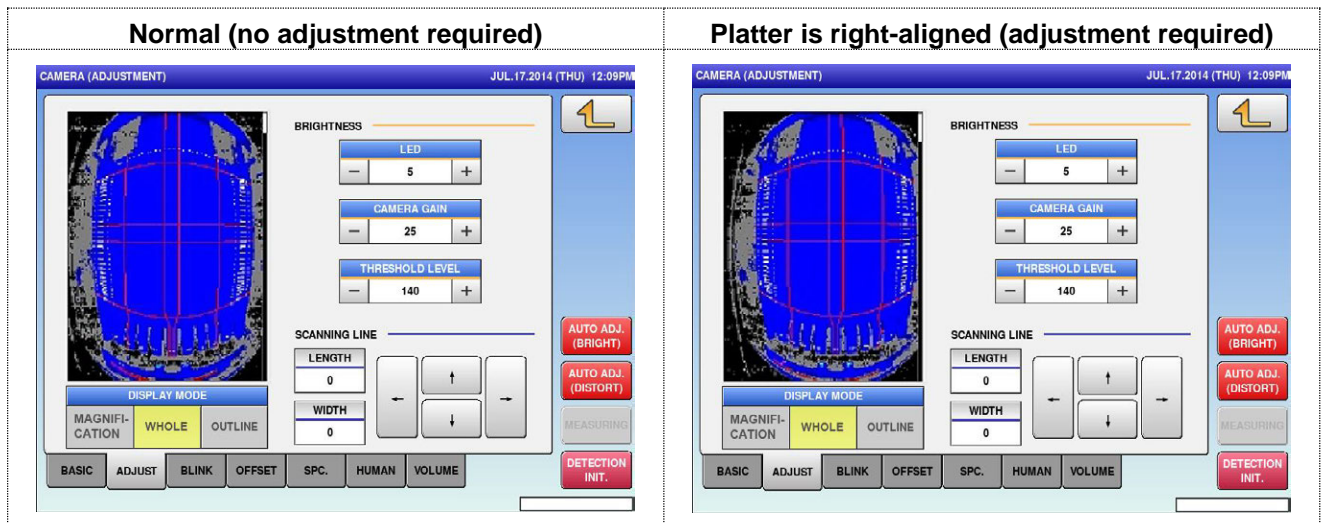 Normal (no adjustment required)
CAMERA (ADJUSTMENT) JUL.17.2014 (THU) 12:09PM
BRIGHTNESS
LED
− 5 +
CAMERA GAIN
− 25 +
THRESHOLD LEVEL
− 140 +
SCANNING LINE
LENGTH
0
WIDTH
0
← ↑ ↓ →
DISPLAY MODE
MAGNIFI-
CATION
WHOLE
OUTLINE
AUTO ADJ.
(BRIGHT)
AUTO ADJ.
(DISTORT)
MEASURING
DETECTION
INIT.
BASIC ADJUST BLINK OFFSET SPC. HUMAN VOLUME
Platter is right-aligned (adjustment required)
CAMERA (ADJUSTMENT) JUL.17.2014 (THU) 12:09PM
BRIGHTNESS
LED
− 5 +
CAMERA GAIN
− 25 +
THRESHOLD LEVEL
− 140 +
SCANNING LINE
LENGTH
0
WIDTH
0
← ↑ ↓ →
DISPLAY MODE
MAGNIFI-
CATION
WHOLE
OUTLINE
AUTO ADJ.
(BRIGHT)
AUTO ADJ.
(DISTORT)
MEASURING
DETECTION
INIT.
BASIC ADJUST BLINK OFFSET SPC. HUMAN VOLUME